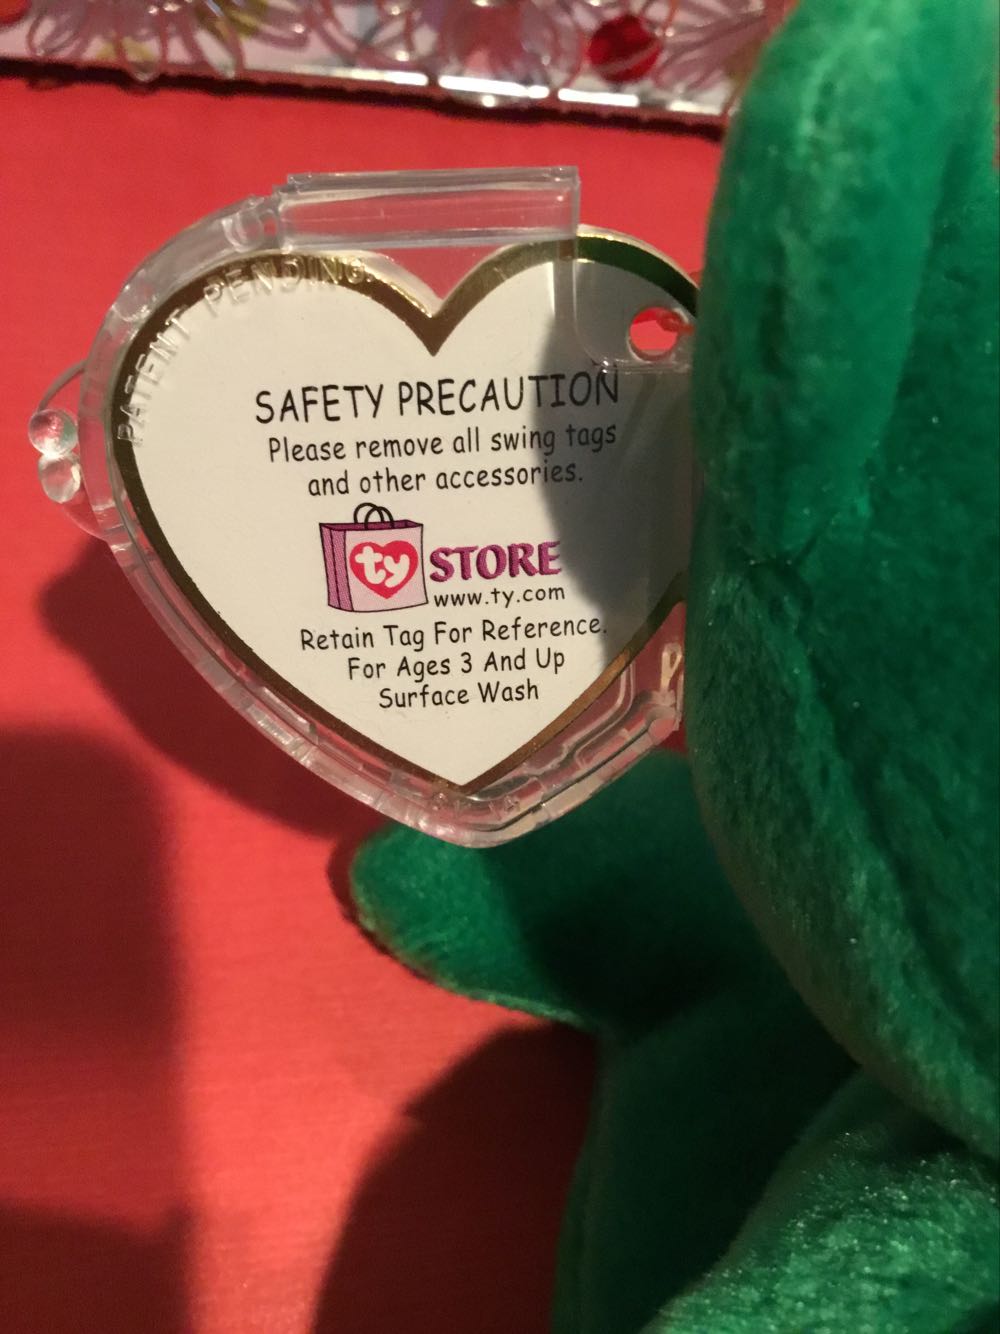 PATENT PENDING
SAFETY PRECAUTION
Please remove all swing tags
and other accessories.
ty STORE
www.ty.com
Retain Tag For Reference.
For Ages 3 And Up
Surface Wash